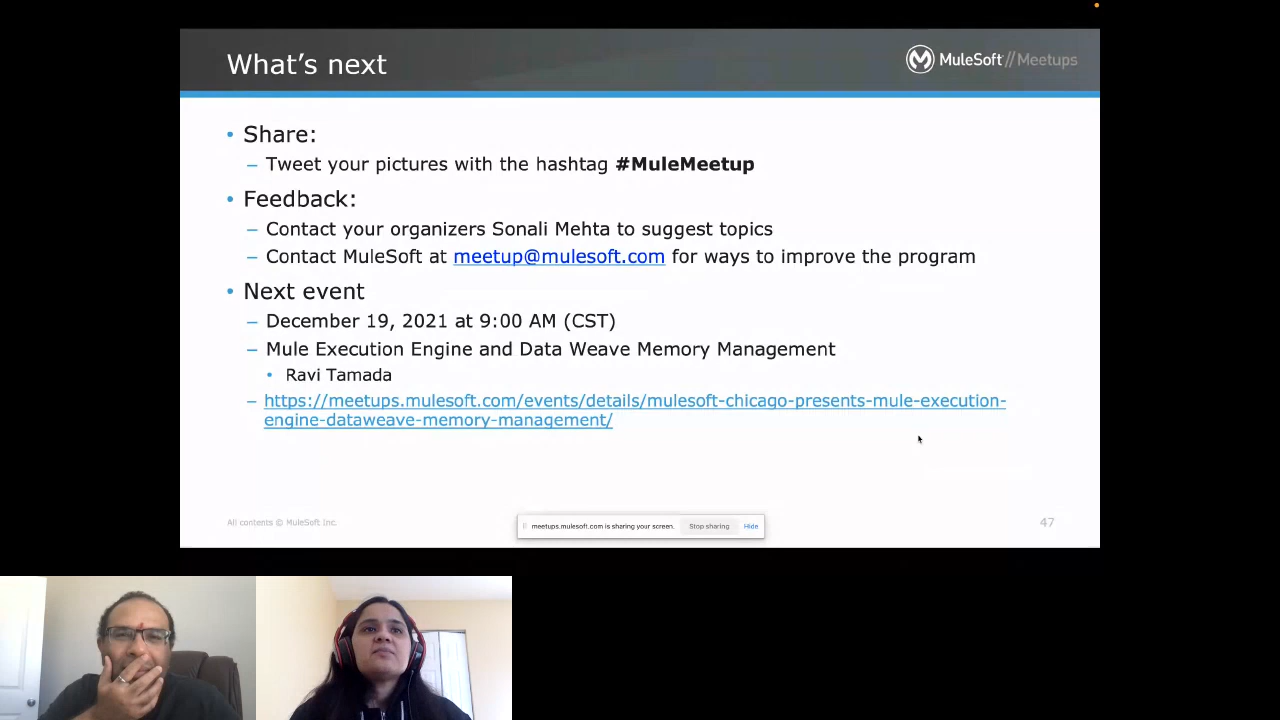 What's next
MuleSoft // Meetups
• Share:
– Tweet your pictures with the hashtag #MuleMeetup
• Feedback:
– Contact your organizers Sonali Mehta to suggest topics
– Contact MuleSoft at meetup@mulesoft.com for ways to improve the program
• Next event
– December 19, 2021 at 9:00 AM (CST)
– Mule Execution Engine and Data Weave Memory Management
• Ravi Tamada
– https://meetups.mulesoft.com/events/details/mulesoft-chicago-presents-mule-execution-
engine-dataweave-memory-management/
All contents © MuleSoft Inc.
meetups.mulesoft.com is sharing your screen. Stop sharing Hide
47